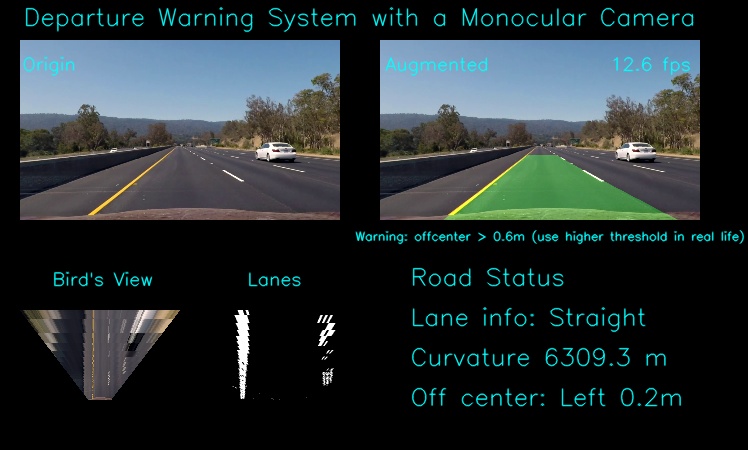 Departure Warning System with a Monocular Camera
Origin
Augmented 12.6 fps
Warning: offcenter > 0.6m (use higher threshold in real life)
Bird's View
Lanes
Road Status
Lane info: Straight
Curvature 6309.3 m
Off center: Left 0.2m